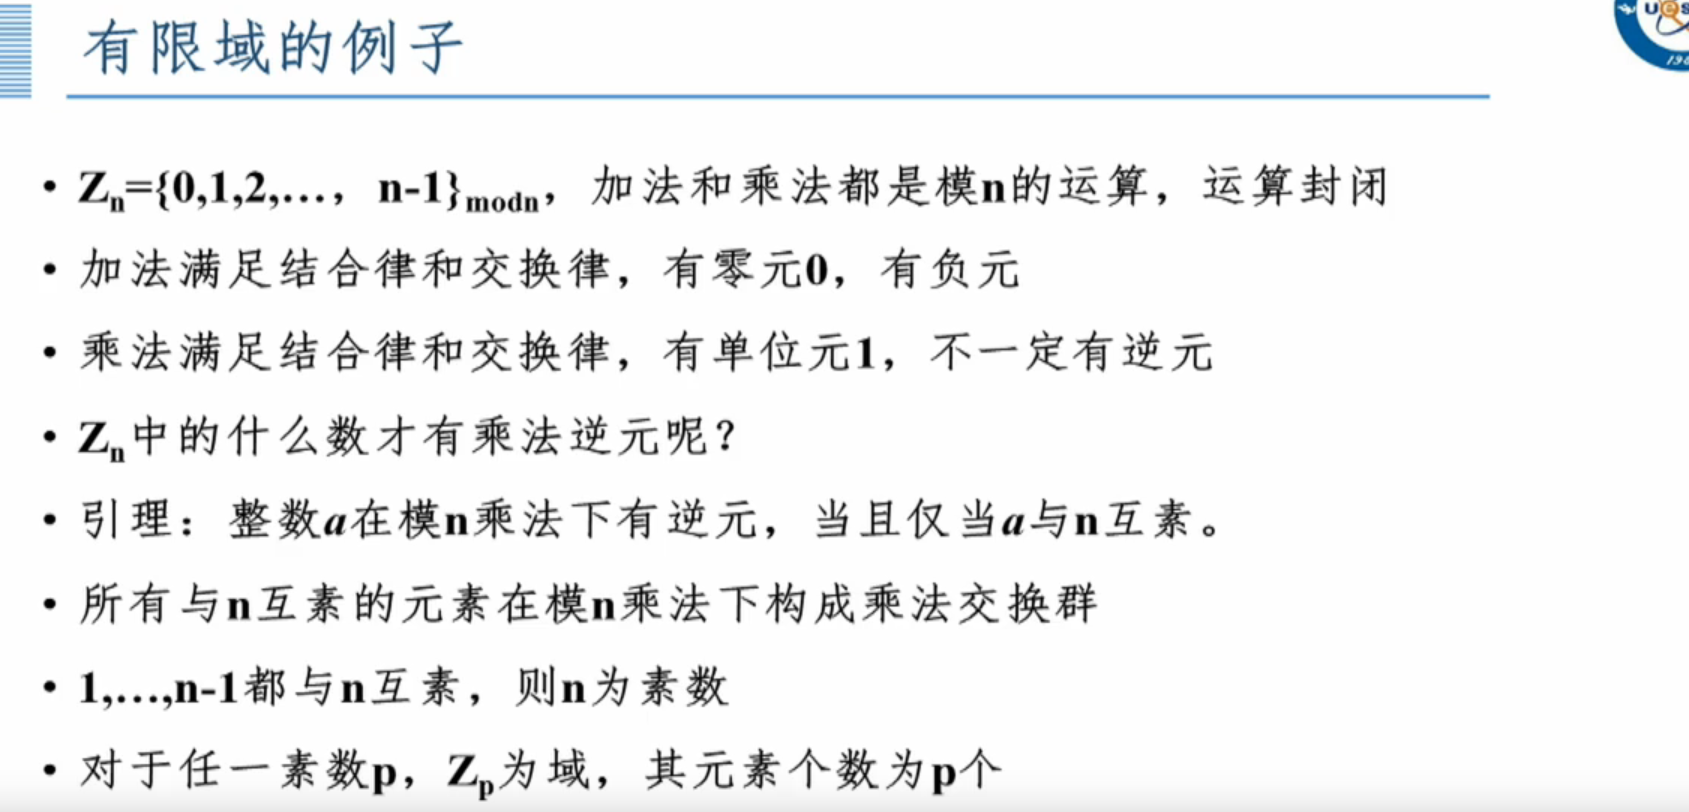 有限域的例子
• Zn={0,1,2,…, n-1}modn，加法和乘法都是模n的运算，运算封闭
• 加法满足结合律和交换律，有零元0，有负元
• 乘法满足结合律和交换律，有单位元1，不一定有逆元
• Zn中的什么数才有乘法逆元呢？
• 引理：整数a在模n乘法下有逆元，当且仅当a与n互素。
• 所有与n互素的元素在模n乘法下构成乘法交换群
• 1,…,n-1都与n互素，则n为素数
• 对于任一素数p，Zp为域，其元素个数为p个